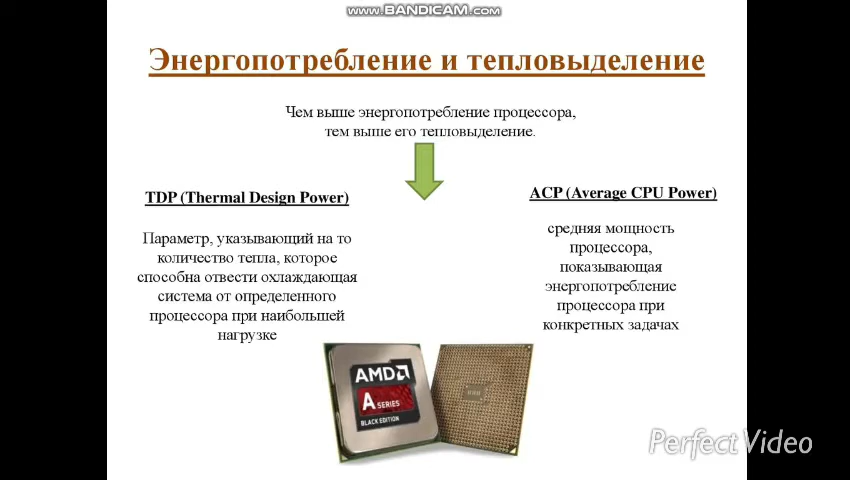 WWW.BANDICAM.COM
Энергопотребление и тепловыделение
Чем выше энергопотребление процессора,
тем выше его тепловыделение.
TDP (Thermal Design Power)
Параметр, указывающий на то
количество тепла, которое
способна отвести охлаждающая
система от определенного
процессора при наибольшей
нагрузке
ACP (Average CPU Power)
средняя мощность
процессора,
показывающая
энергопотребление
процессора при
конкретных задачах
AMD
A SERIES
BLACK EDITION
PerfectVideo